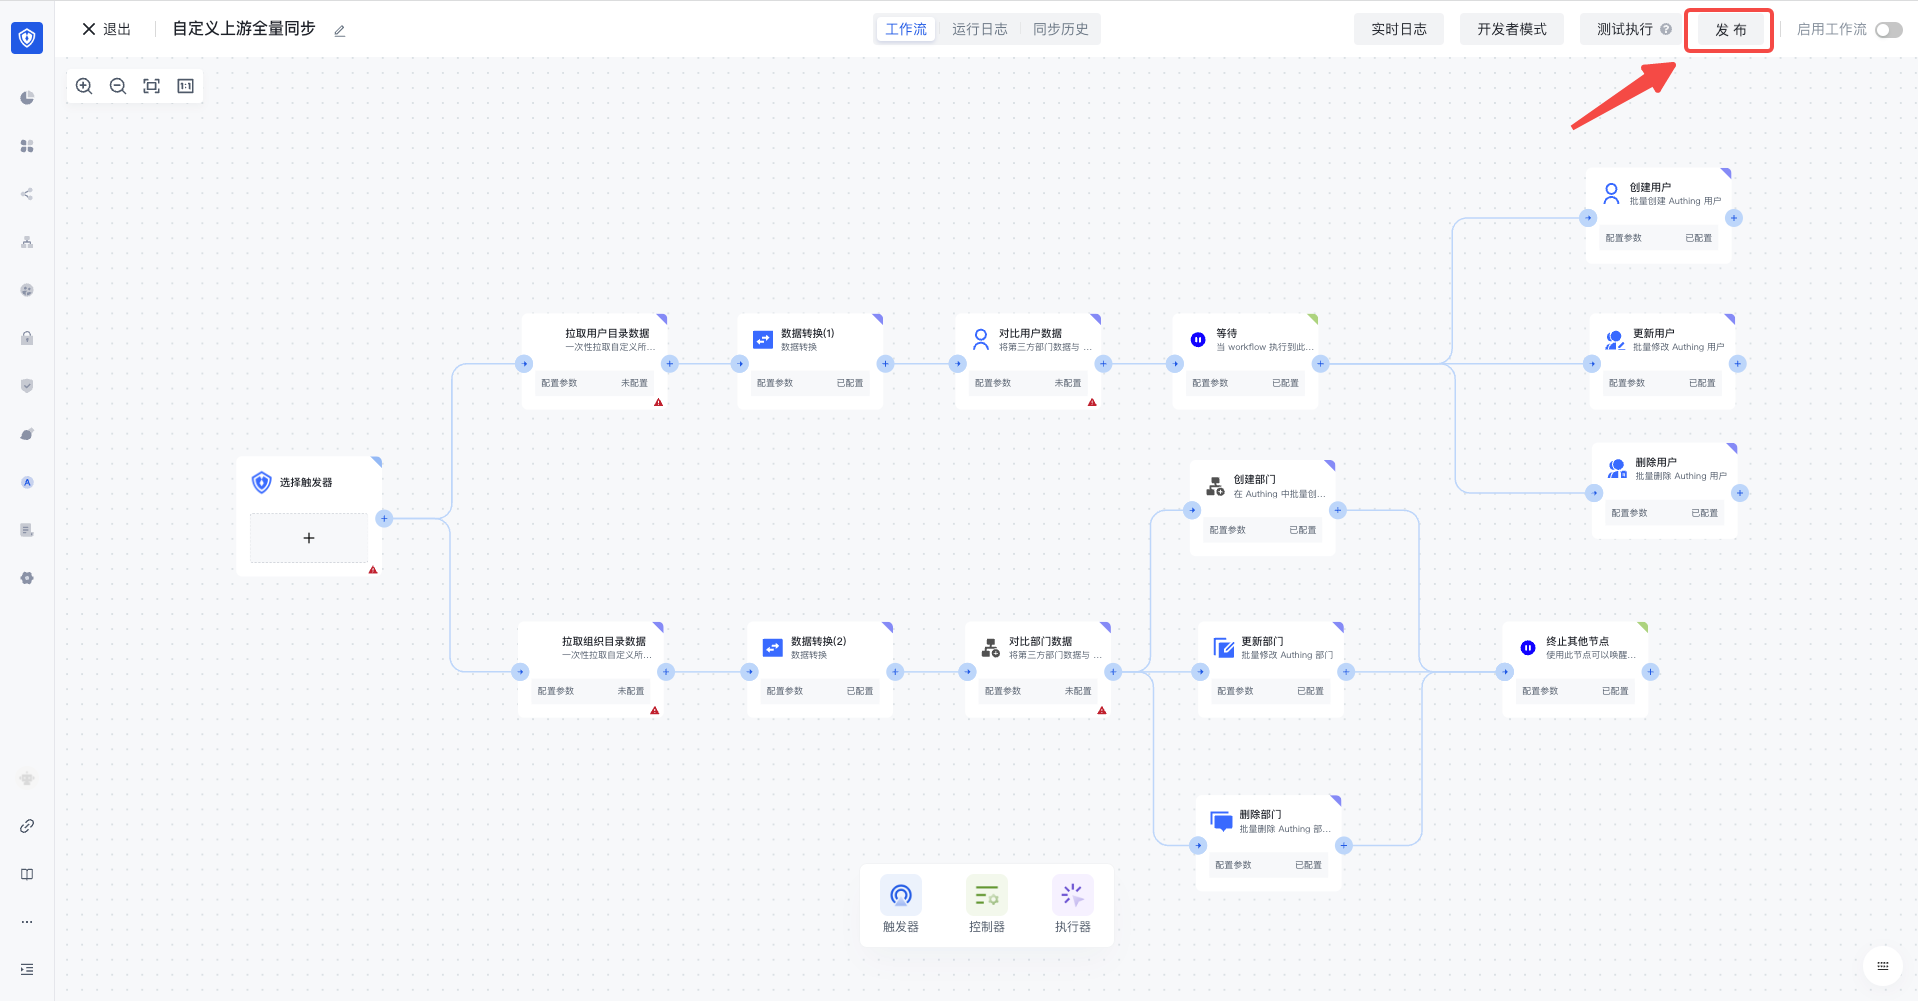 退出
自定义上游全量同步
工作流
运行日志
同步历史
实时日志
开发者模式
测试执行
发 布
启用工作流
1:1
创建用户
批量创建 Authing 用户
配置参数 已配置
拉取用户目录数据
一次性拉取自定义所...
配置参数 未配置
数据转换(1)
数据转换
配置参数 已配置
对比用户数据
将第三方部门数据与 ...
配置参数 未配置
等待
当 workflow 执行到此...
配置参数 已配置
更新用户
批量修改 Authing 用户
配置参数 已配置
删除用户
批量删除 Authing 用户
配置参数 已配置
选择触发器
创建部门
在 Authing 中批量创...
配置参数 已配置
拉取组织目录数据
一次性拉取自定义所...
配置参数 未配置
数据转换(2)
数据转换
配置参数 已配置
对比部门数据
将第三方部门数据与 ...
配置参数 未配置
更新部门
批量修改 Authing 部门
配置参数 已配置
终止其他节点
使用此节点可以唤醒...
配置参数 已配置
删除部门
批量删除 Authing 部...
配置参数 已配置
触发器
控制器
执行器